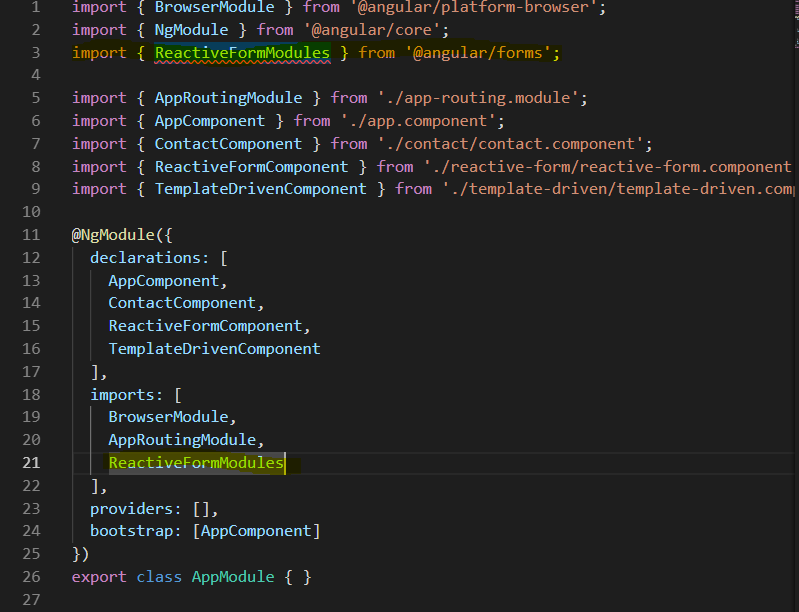 1 import { BrowserModule } from '@angular/platform-browser';
2 import { NgModule } from '@angular/core';
3 import { ReactiveFormModules } from '@angular/forms';
4
5 import { AppRoutingModule } from './app-routing.module';
6 import { AppComponent } from './app.component';
7 import { ContactComponent } from './contact/contact.component';
8 import { ReactiveFormComponent } from './reactive-form/reactive-form.component
9 import { TemplateDrivenComponent } from './template-driven/template-driven.comp
10
11 @NgModule({
12 declarations: [
13 AppComponent,
14 ContactComponent,
15 ReactiveFormComponent,
16 TemplateDrivenComponent
17 ],
18 imports: [
19 BrowserModule,
20 AppRoutingModule,
21 ReactiveFormModules
22 ],
23 providers: [],
24 bootstrap: [AppComponent]
25 })
26 export class AppModule { }
27